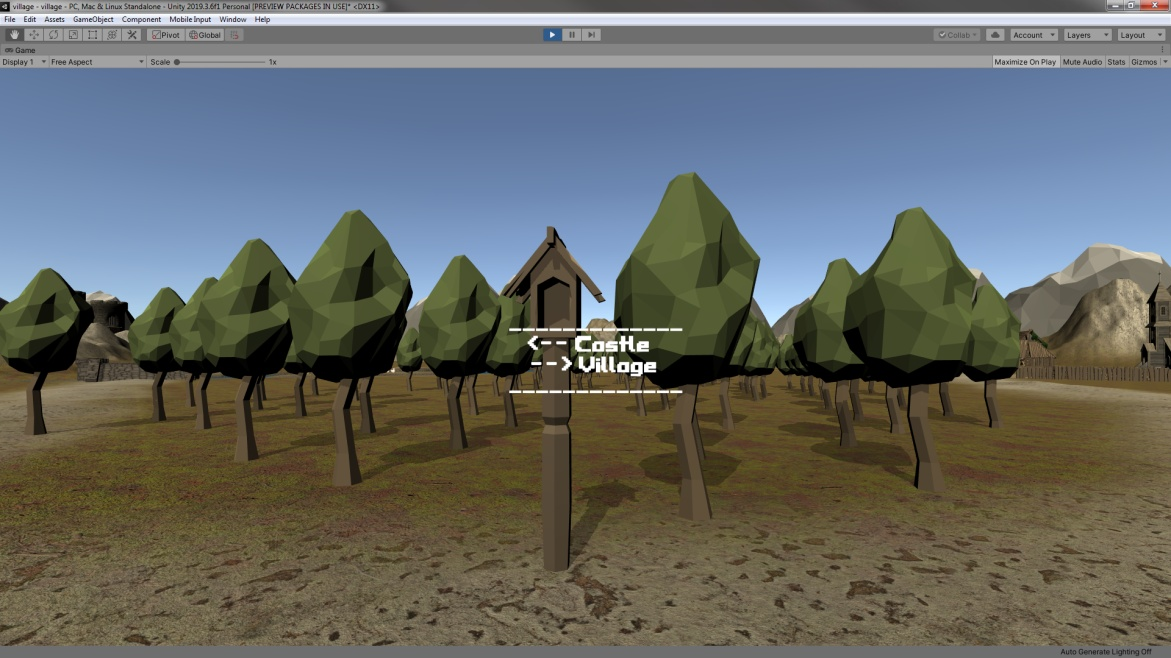 village - village - PC, Mac & Linux Standalone - Unity 2019.3.6f1 Personal [PREVIEW PACKAGES IN USE]* <DX11>
File Edit Assets GameObject Component Mobile Input Window Help
Pivot Global Collab Account Layers Layout
Game
Display 1 Free Aspect Scale 1x Maximize On Play Mute Audio Stats Gizmos
<-- Castle
--> Village
Auto Generate Lighting Off